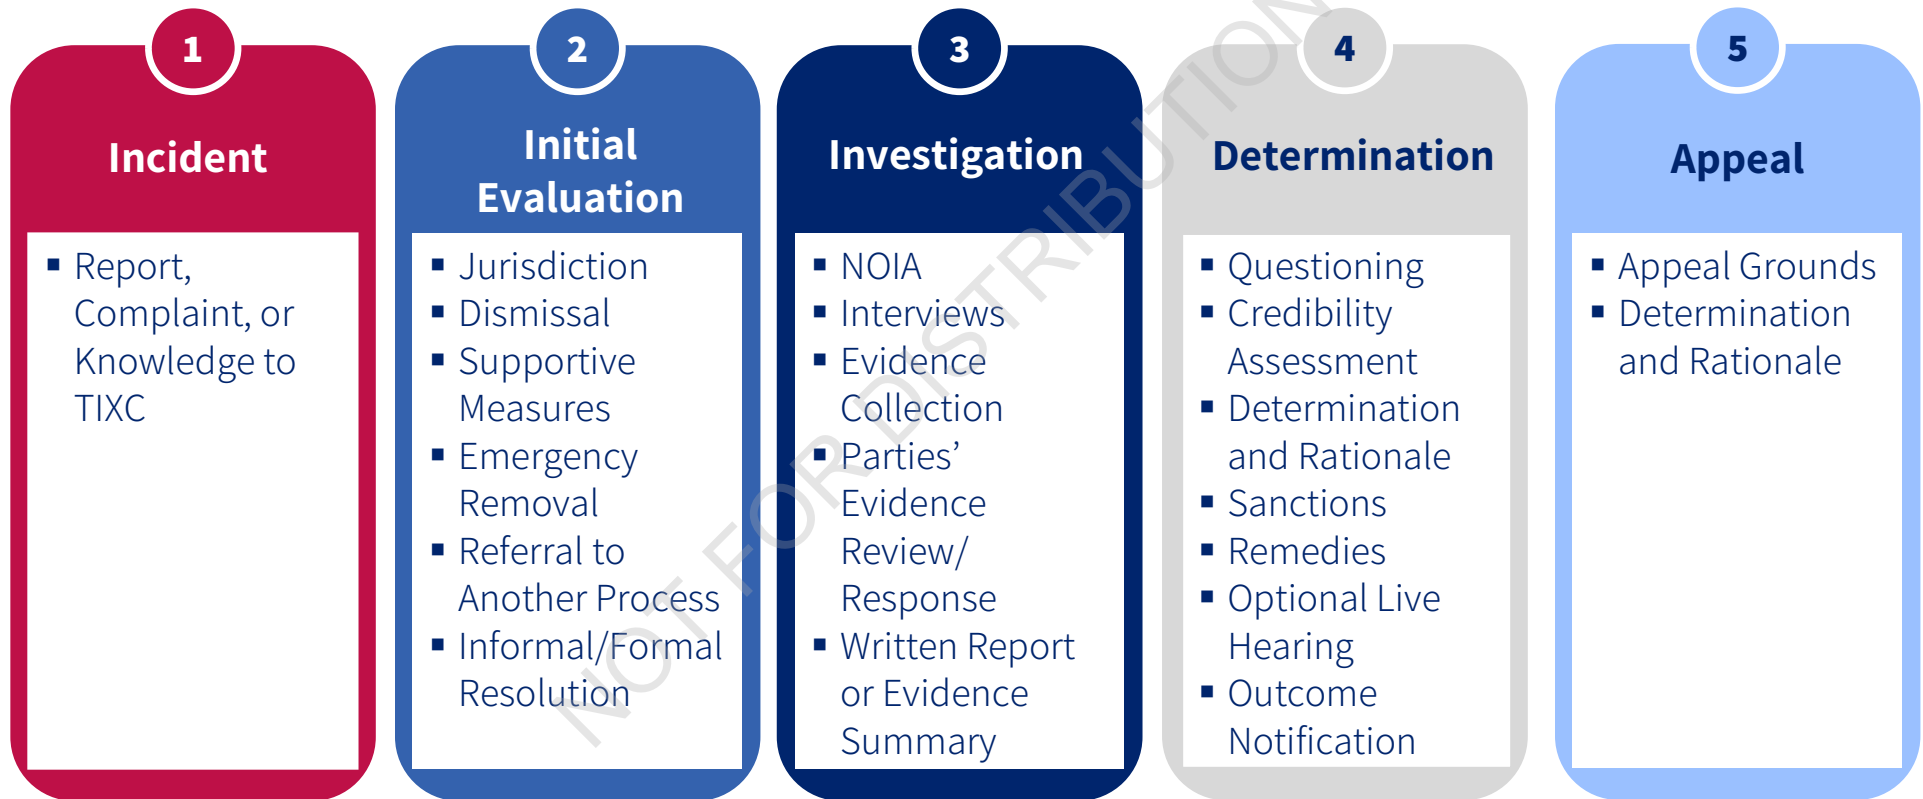 1
Incident
▪ Report,
Complaint, or
Knowledge to
TIXC
2
Initial
Evaluation
▪ Jurisdiction
▪ Dismissal
▪ Supportive
Measures
▪ Emergency
Removal
▪ Referral to
Another Process
▪ Informal/Formal
Resolution
3
Investigation
▪ NOIA
▪ Interviews
▪ Evidence
Collection
▪ Parties’
Evidence
Review/
Response
▪ Written Report
or Evidence
Summary
4
Determination
▪ Questioning
▪ Credibility
Assessment
▪ Determination
and Rationale
▪ Sanctions
▪ Remedies
▪ Optional Live
Hearing
▪ Outcome
Notification
5
Appeal
▪ Appeal Grounds
▪ Determination
and Rationale
NOT FOR DISTRIBUTION